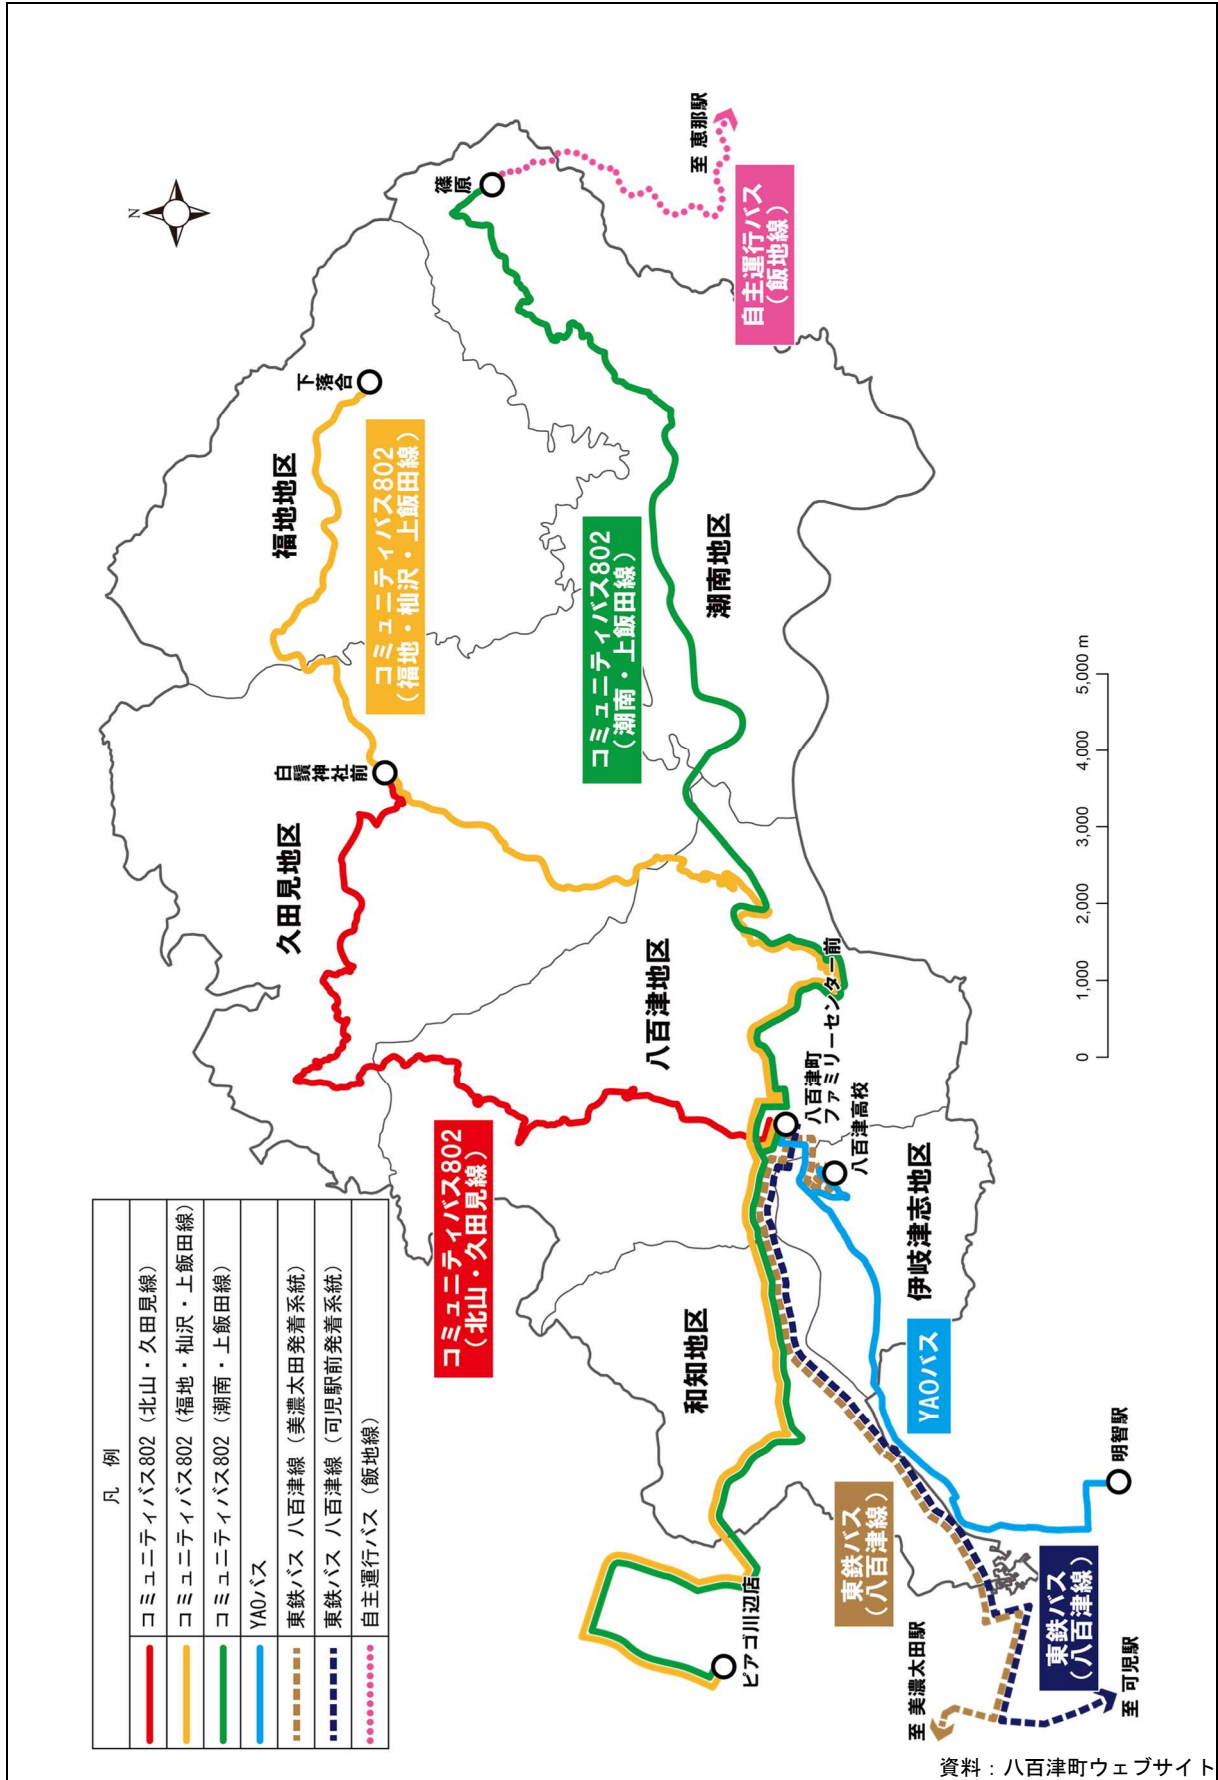 凡　例
コミュニティバス802（北山・久田見線）
コミュニティバス802（福地・杣沢・上飯田線）
コミュニティバス802（潮南・上飯田線）
YAOバス
東鉄バス 八百津線（美濃太田発着系統）
東鉄バス 八百津線（可児駅前発着系統）
自主運行バス（飯地線）
N
福地地区
下落合
篠原
至 恵那駅
自主運行バス
（飯地線）
コミュニティバス802
（福地・杣沢・上飯田線）
コミュニティバス802
（潮南・上飯田線）
潮南地区
白鬚神社前
久田見地区
八百津地区
コミュニティバス802
（北山・久田見線）
八百津町
ファミリーセンター前
八百津高校
伊岐津志地区
和知地区
YAOバス
東鉄バス
（八百津線）
東鉄バス
（八百津線）
ピアゴ川辺店
明智駅
至 美濃太田駅
至 可児駅
0
1,000
2,000
3,000
4,000
5,000 m
資料：八百津町ウェブサイト